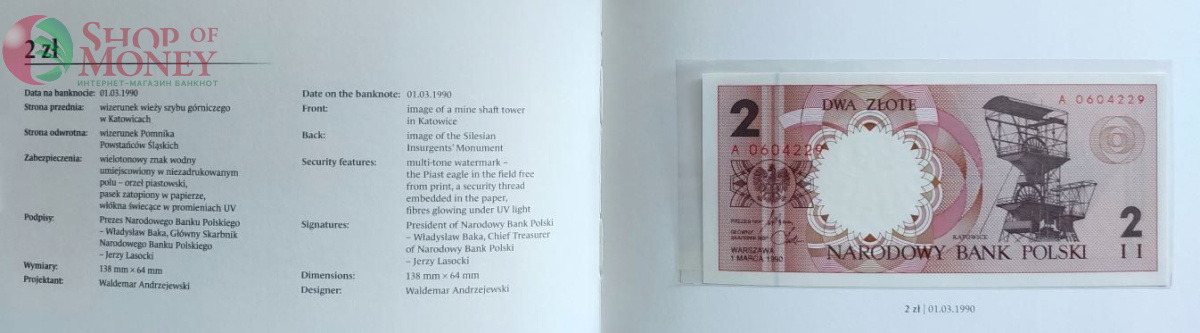 SHOP OF
MONEY
ИНТЕРНЕТ-МАГАЗИН БАНКНОТ
2 zł
Data na banknocie: 01.03.1990
Strona przednia: wizerunek wieży szybu górniczego
w Katowicach
Strona odwrotna: wizerunek Pomnika
Powstańców Śląskich
Zabezpieczenia: wielotonowy znak wodny
umiejscowiony w niezadrukowanym
polu – orzeł piastowski,
pasek zatopiony w papierze,
włókna świecące w promieniach UV
Podpisy: Prezes Narodowego Banku Polskiego
– Władysław Baka, Główny Skarbnik
Narodowego Banku Polskiego
– Jerzy Lasocki
Wymiary: 138 mm × 64 mm
Projektant: Waldemar Andrzejewski
Date on the banknote: 01.03.1990
Front: image of a mine shaft tower
in Katowice
Back: image of the Silesian
Insurgents' Monument
Security features: multi-tone watermark –
the Piast eagle in the field free
from print, a security thread
embedded in the paper,
fibres glowing under UV light
Signatures: President of Narodowy Bank Polski
– Władysław Baka, Chief Treasurer
of Narodowy Bank Polski
– Jerzy Lasocki
Dimensions: 138 mm × 64 mm
Designer: Waldemar Andrzejewski
2
DWA ZŁOTE
A 0604229
A 0604229
PREZES NBP
GŁÓWNY
SKARBNIK NBP
WARSZAWA
1 MARCA 1990
KATOWICE
NARODOWY BANK POLSKI
2
II
2 zł | 01.03.1990